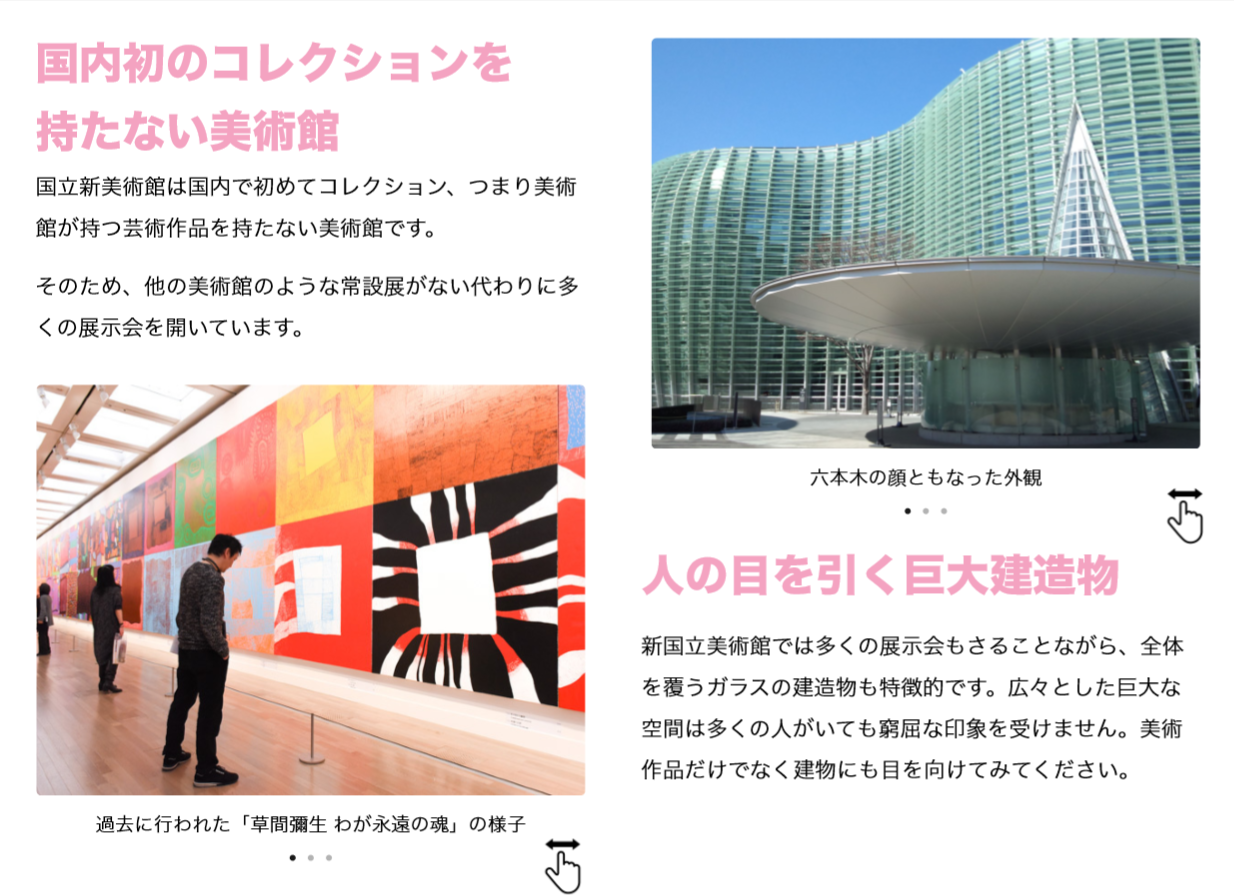 国内初のコレクションを
持たない美術館
国立新美術館は国内で初めてコレクション、つまり美術
館が持つ芸術作品を持たない美術館です。
そのため、他の美術館のような常設展がない代わりに多
くの展示会を開いています。
過去に行われた「草間彌生 わが永遠の魂」の様子
六本木の顔ともなった外観
人の目を引く巨大建造物
新国立美術館では多くの展示会もさることながら、全体
を覆うガラスの建造物も特徴的です。広々とした巨大な
空間は多くの人がいても窮屈な印象を受けません。美術
作品だけでなく建物にも目を向けてみてください。